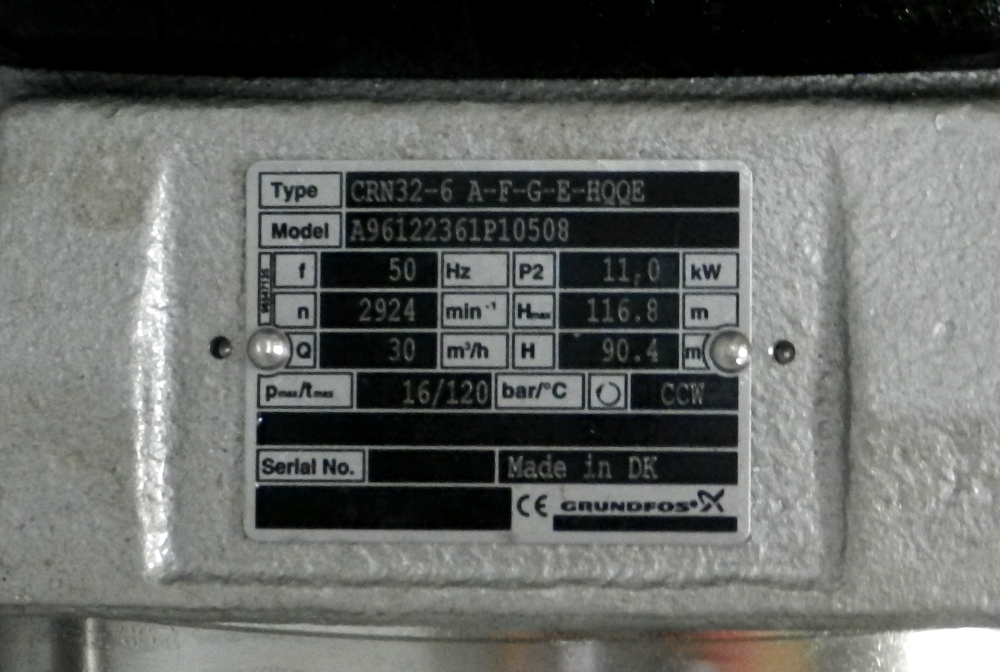 Type CRN32-6 A-F-G-E-HQQE
Model A96122361P10508
f 50 Hz P2 11,0 kW
n 2924 min⁻¹ Hmax 116.8 m
Q 30 m³/h H 90.4 m
pmax/tmax 16/120 bar/°C CCW
Serial No. Made in DK
CE GRUNDFOS